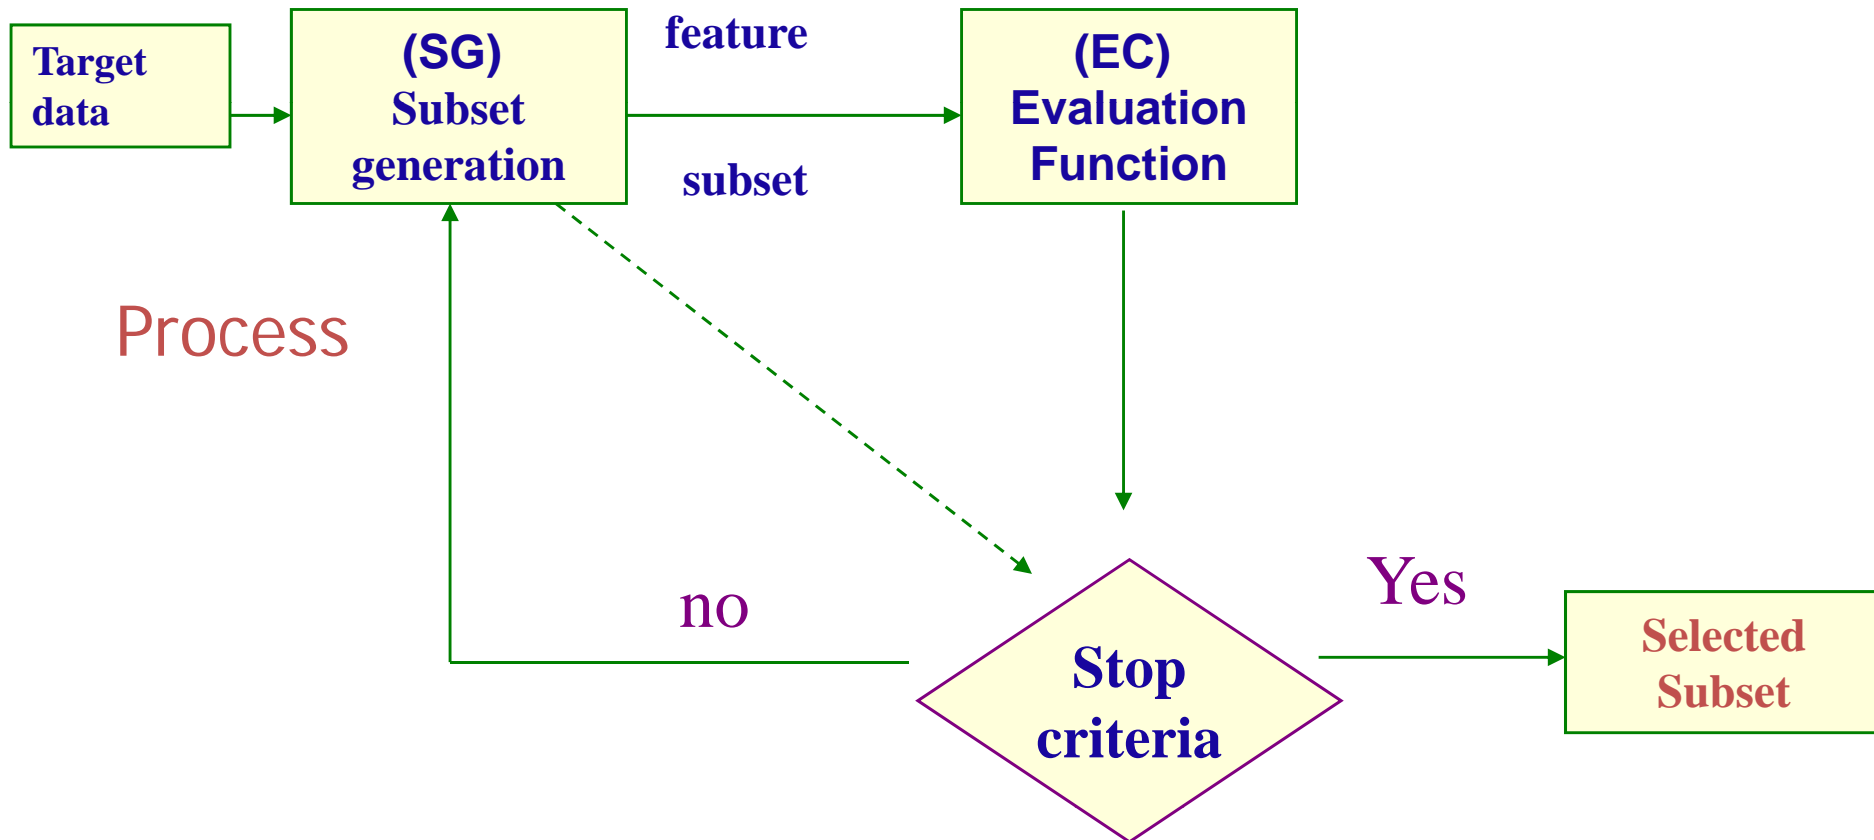 Target
data
(SG)
Subset
generation
feature
subset
(EC)
Evaluation
Function
Process
no
Stop
criteria
Yes
Selected
Subset